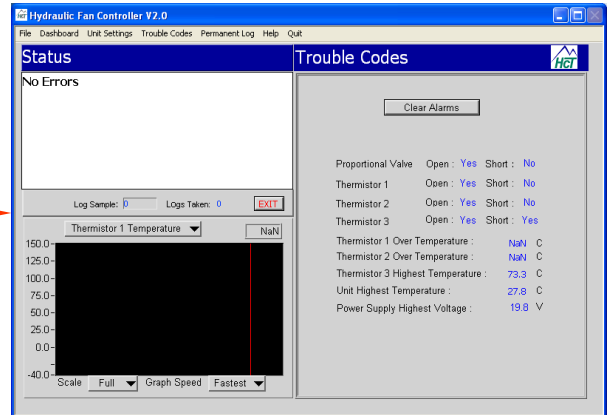 Hydraulic Fan Controller V2.0
File Dashboard Unit Settings Trouble Codes Permanent Log Help Quit
Status
No Errors
Log Sample: 0 Logs Taken: 0 EXIT
Thermistor 1 Temperature NaN
150.0
125.0
100.0
75.0
50.0
0.0
-40.0
Scale Full Graph Speed Fastest
Trouble Codes HCT
Clear Alarms
Proportional Valve Open : Yes Short : No
Thermistor 1 Open : Yes Short : No
Thermistor 2 Open : Yes Short : No
Thermistor 3 Open : Yes Short : Yes
Thermistor 1 Over Temperature : NaN C
Thermistor 2 Over Temperature : NaN C
Thermistor 3 Highest Temperature : 73.3 C
Unit Highest Temperature : 27.8 C
Power Supply Highest Voltage : 19.8 V